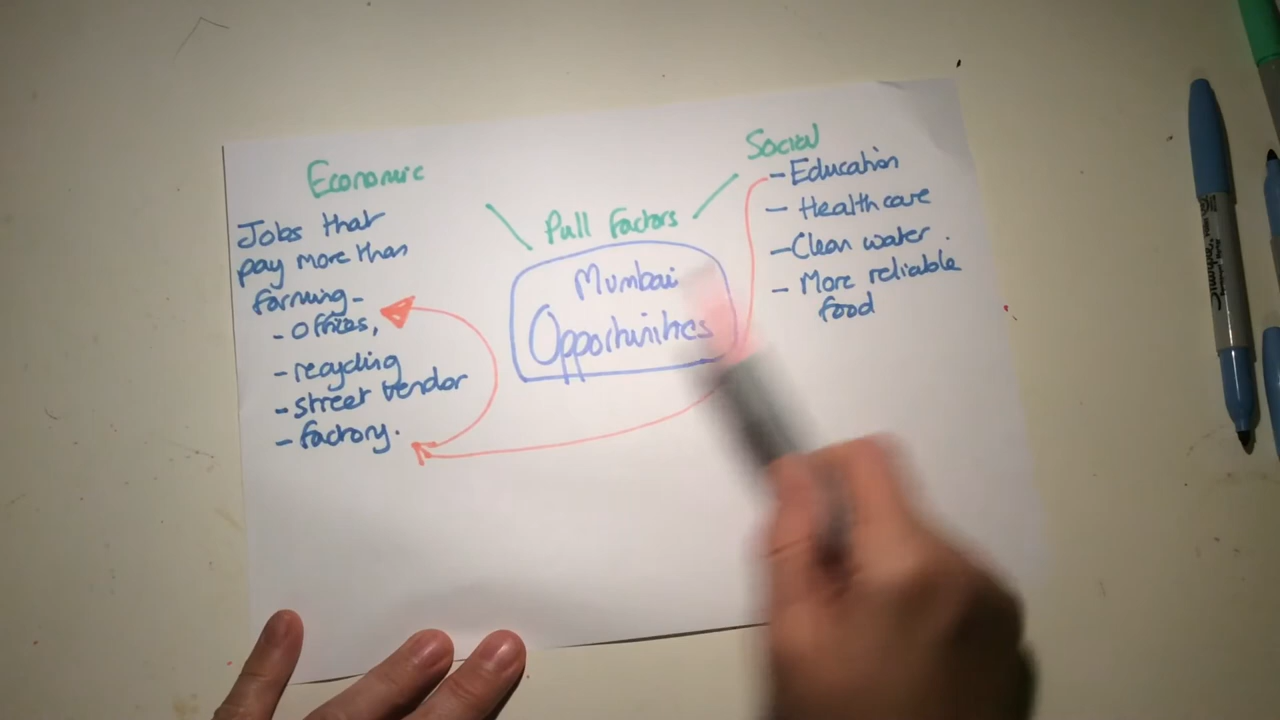 Economic
Jobs that
pay more than
farming-
- offices,
- recycling
- street vendor
- factory.
Pull Factors
Mumbai
Opportunities
Social
- Education
- Healthcare
- Clean water.
- More reliable
food
Sharpie